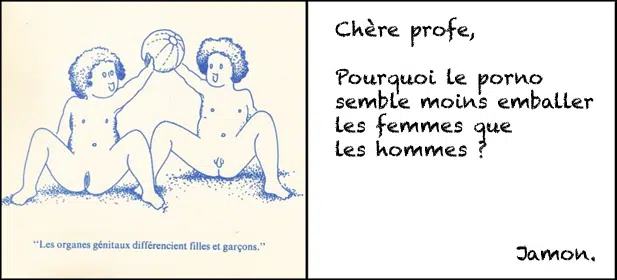 "Les organes génitaux différencient filles et garçons."
Chère profe,
Pourquoi le porno
semble moins emballer
les femmes que
les hommes ?
Jamon.